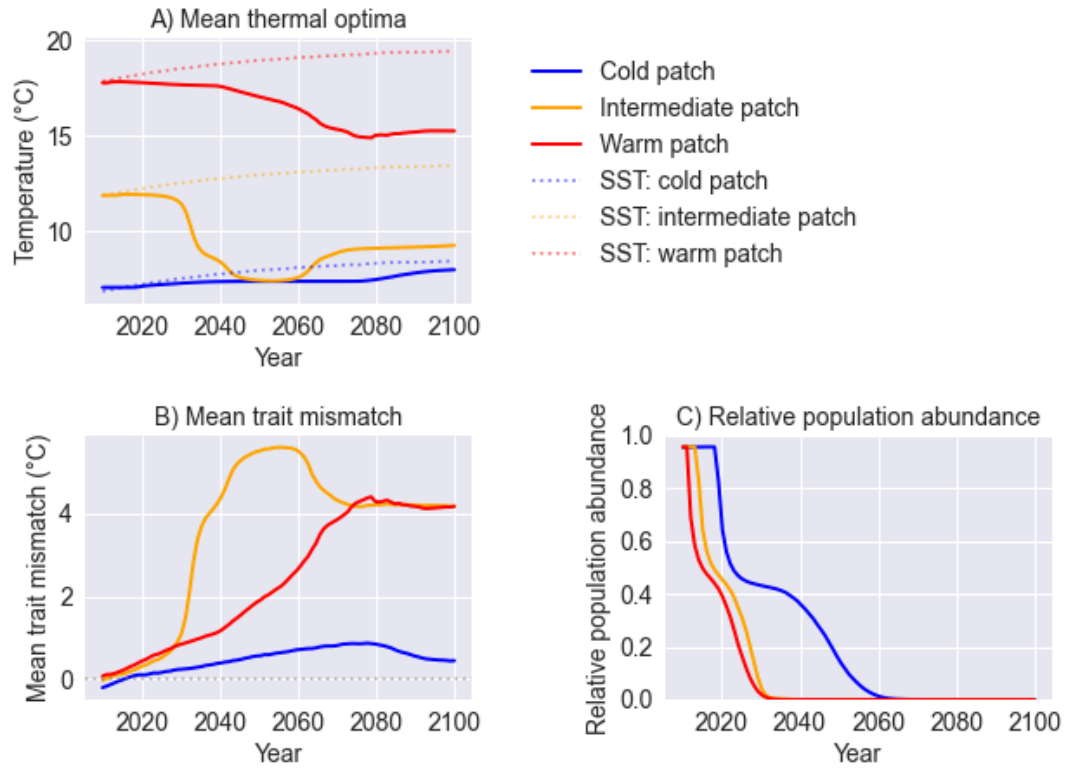 A) Mean thermal optima
Temperature (°C)
20
15
10
2020 2040 2060 2080 2100
Year
Cold patch
Intermediate patch
Warm patch
SST: cold patch
SST: intermediate patch
SST: warm patch
B) Mean trait mismatch
Mean trait mismatch (°C)
4
2
0
2020 2040 2060 2080 2100
Year
C) Relative population abundance
Relative population abundance
1.0
0.8
0.6
0.4
0.2
0.0
2020 2040 2060 2080 2100
Year